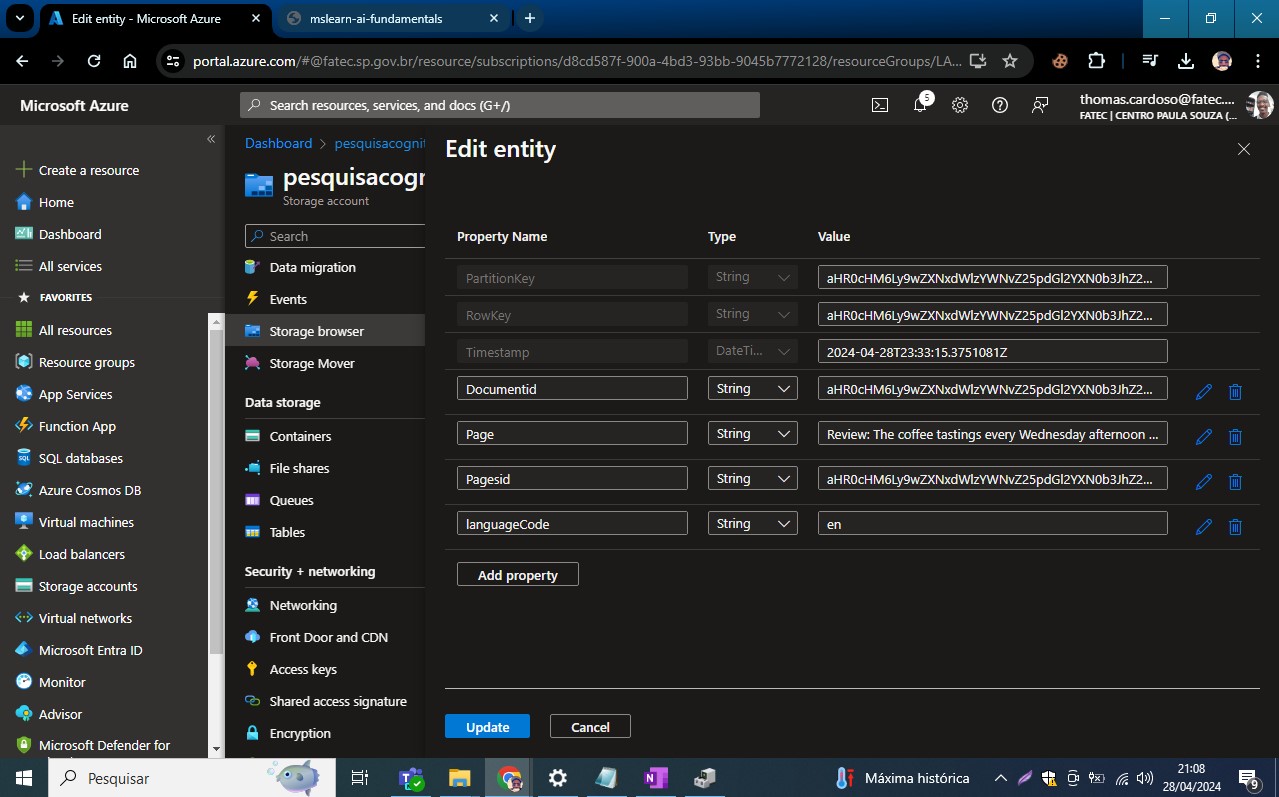 Edit entity - Microsoft Azure
mslearn-ai-fundamentals
portal.azure.com/#@fatec.sp.gov.br/resource/subscriptions/d8cd587f-900a-4bd3-93bb-9045b7772128/resourceGroups/LA...
Microsoft Azure
Search resources, services, and docs (G+/)
5
thomas.cardoso@fatec....
FATEC | CENTRO PAULA SOUZA (...
Create a resource
Home
Dashboard
All services
FAVORITES
All resources
Resource groups
App Services
Function App
SQL databases
Azure Cosmos DB
Virtual machines
Load balancers
Storage accounts
Virtual networks
Microsoft Entra ID
Monitor
Advisor
Microsoft Defender for
Dashboard > pesquisacognit
pesquisacogr
Storage account
Search
Data migration
Events
Storage browser
Storage Mover
Data storage
Containers
File shares
Queues
Tables
Security + networking
Networking
Front Door and CDN
Access keys
Shared access signature
Encryption
Edit entity
Property Name Type Value
PartitionKey String aHR0cHM6Ly9wZXNxdWlzYWNvZ25pdGl2YXN0b3JhZ2...
RowKey String aHR0cHM6Ly9wZXNxdWlzYWNvZ25pdGl2YXN0b3JhZ2...
Timestamp DateTi... 2024-04-28T23:33:15.3751081Z
Documentid String aHR0cHM6Ly9wZXNxdWlzYWNvZ25pdGl2YXN0b3JhZ2...
Page String Review: The coffee tastings every Wednesday afternoon ...
Pagesid String aHR0cHM6Ly9wZXNxdWlzYWNvZ25pdGl2YXN0b3JhZ2...
languageCode String en
Add property
Update Cancel
Pesquisar
Máxima histórica
21:08
28/04/2024
9